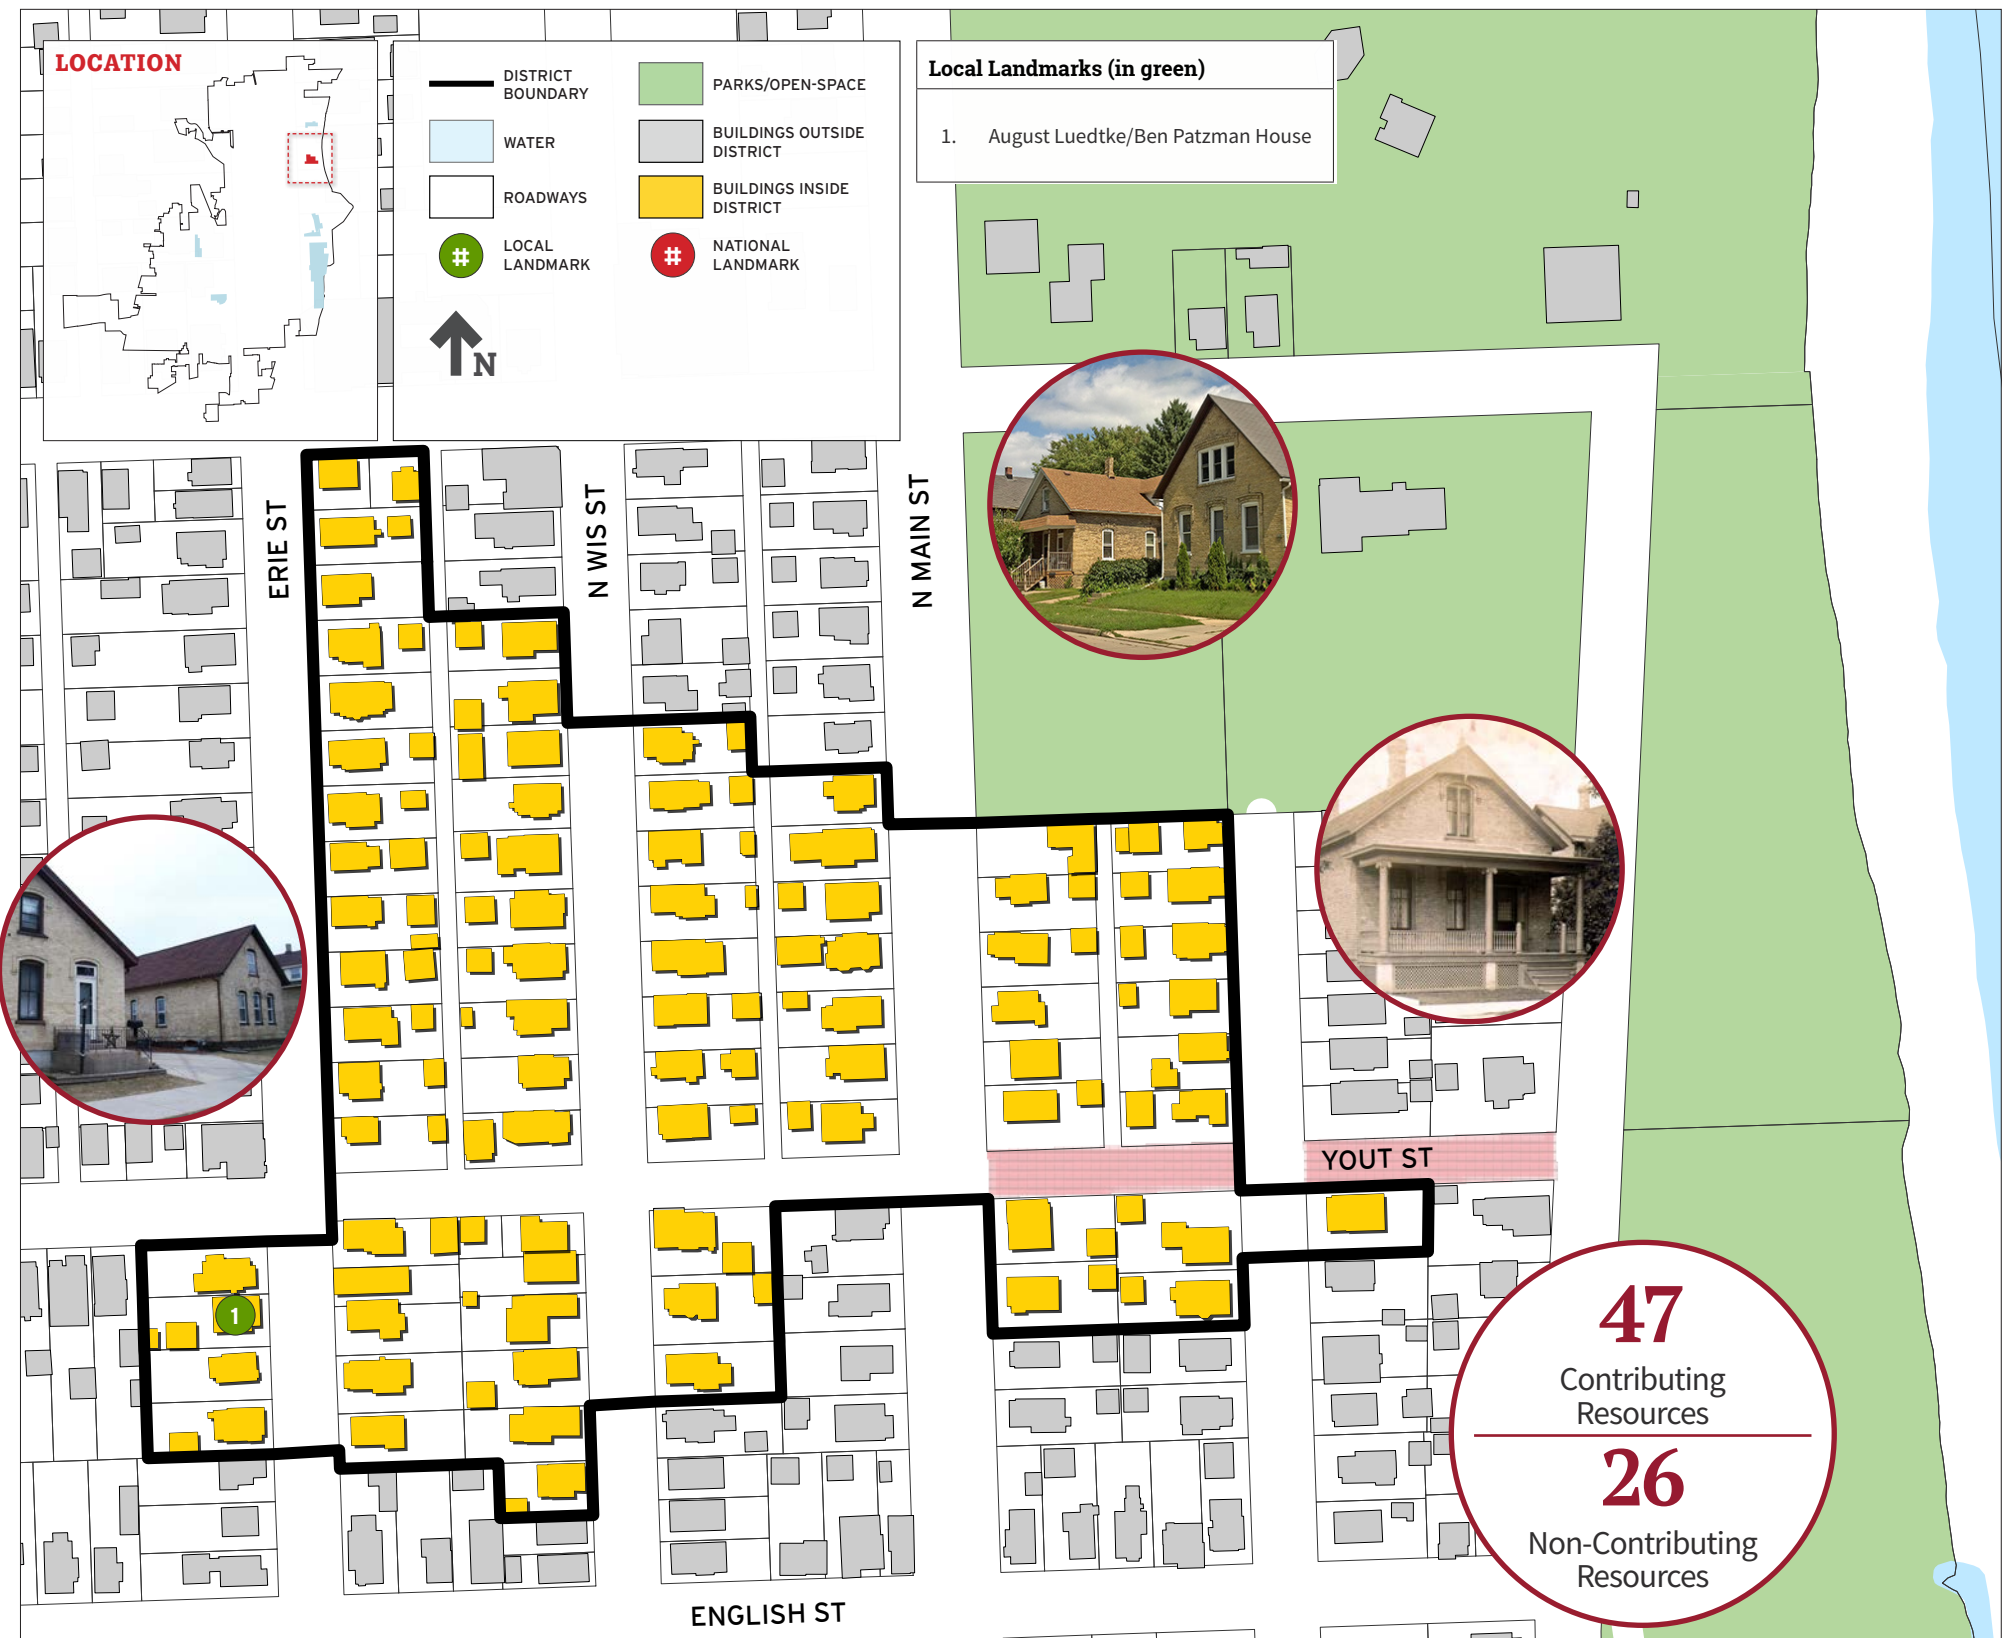 LOCATION
DISTRICT
BOUNDARY
WATER
ROADWAYS
#
LOCAL
LANDMARK
PARKS/OPEN-SPACE
BUILDINGS OUTSIDE
DISTRICT
BUILDINGS INSIDE
DISTRICT
#
NATIONAL
LANDMARK
N
Local Landmarks (in green)
1. August Luedtke/Ben Patzman House
ERIE ST
N WIS ST
N MAIN ST
YOUT ST
1
47
Contributing
Resources
26
Non-Contributing
Resources
ENGLISH ST